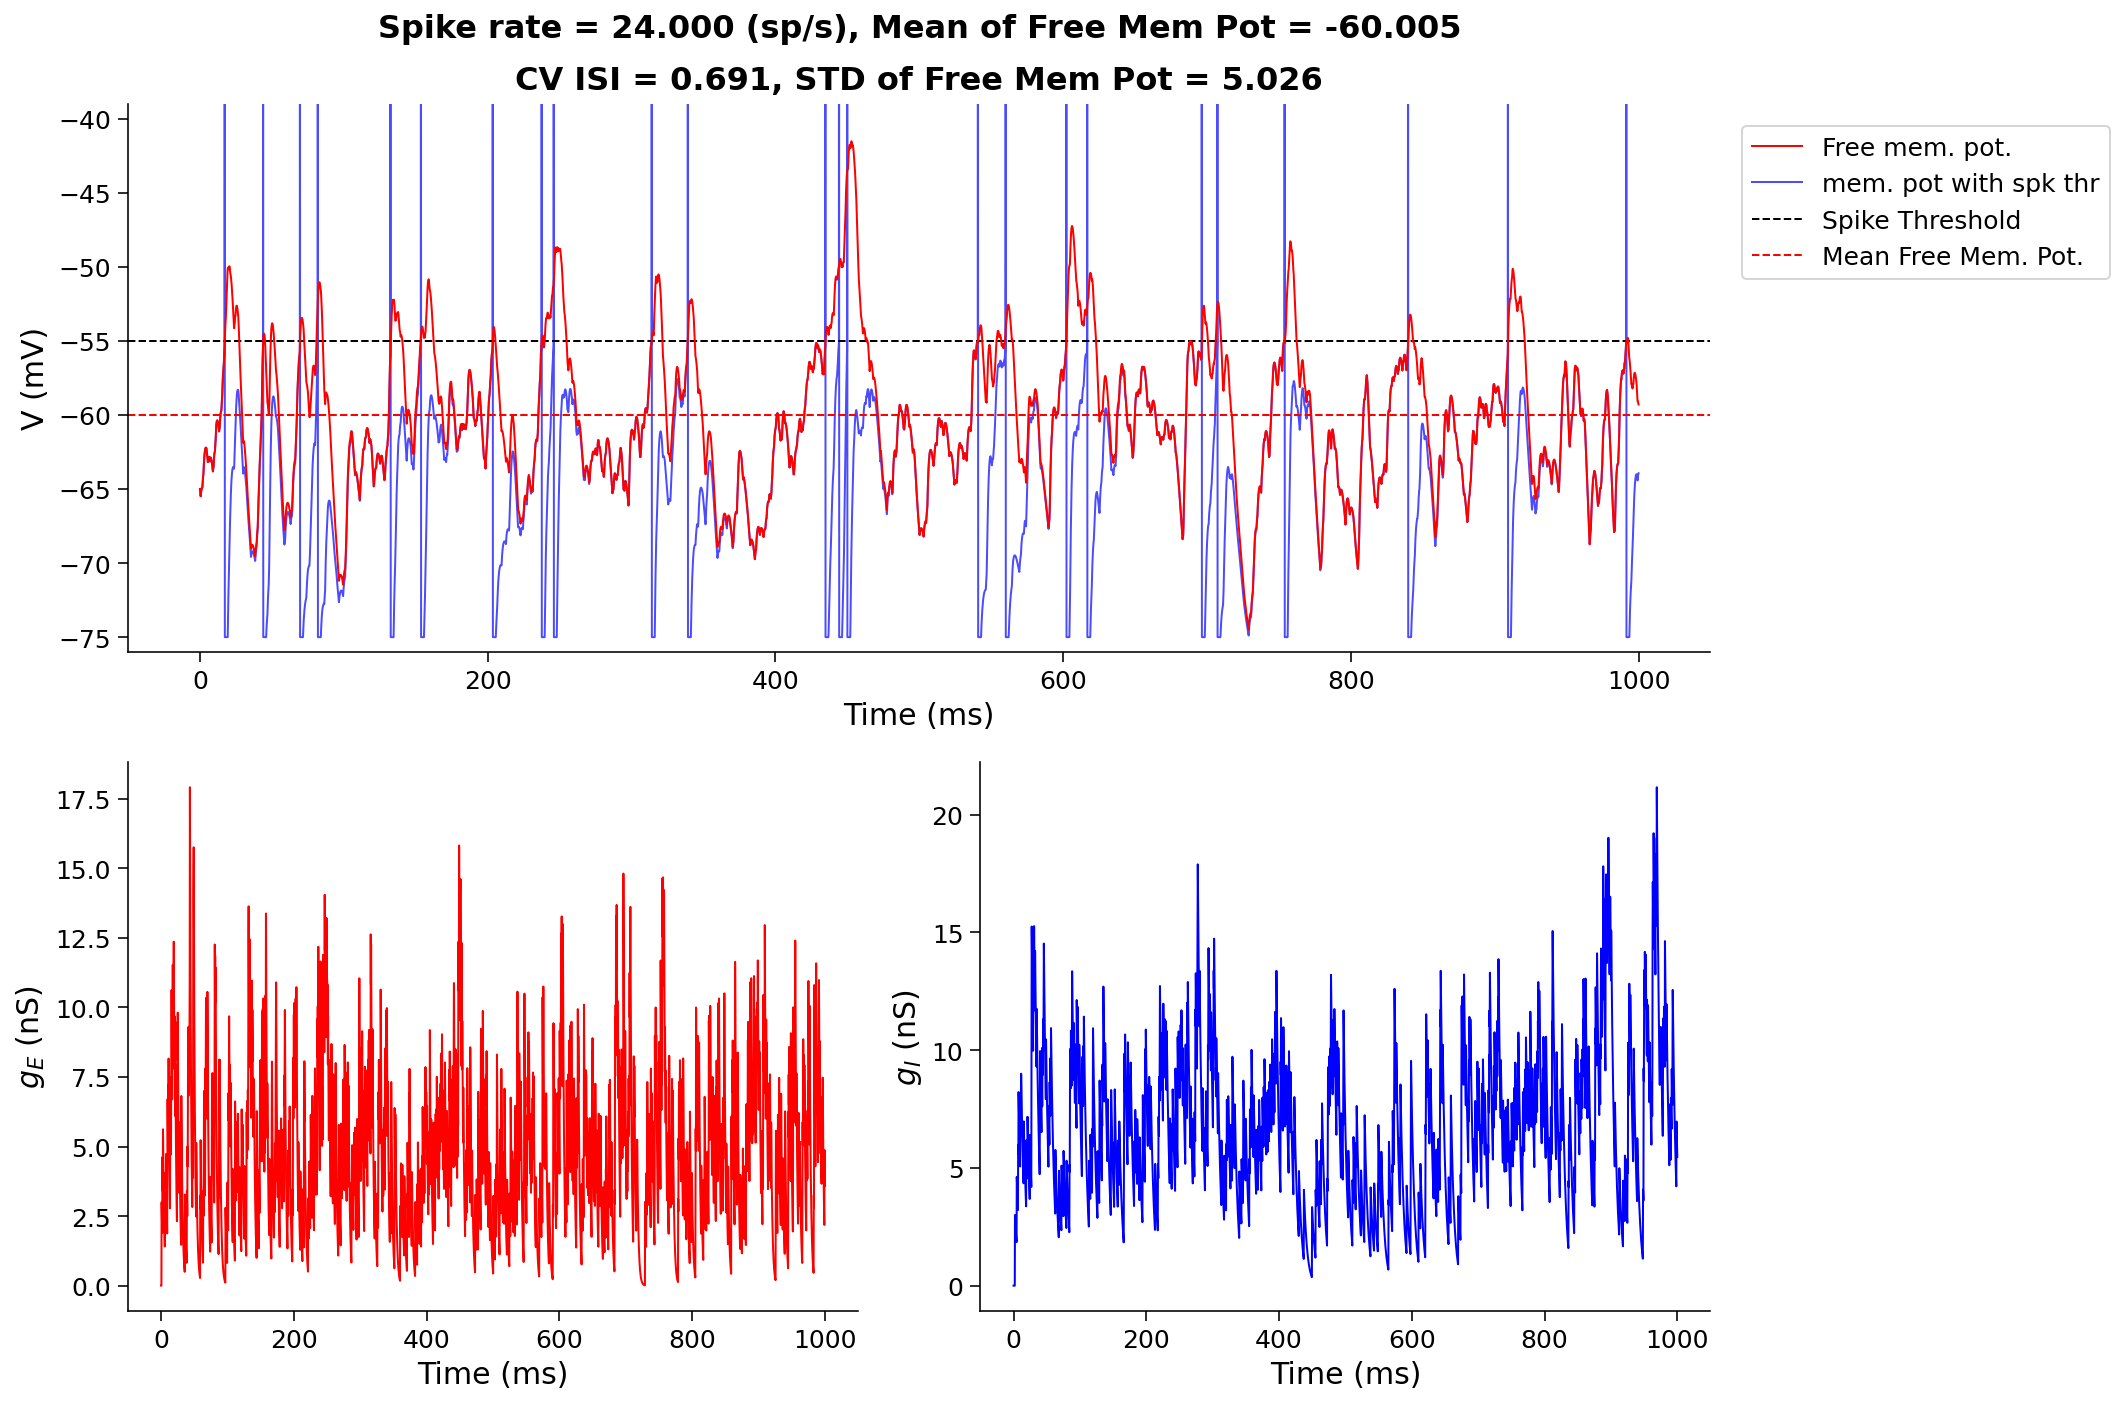 Spike rate = 24.000 (sp/s), Mean of Free Mem Pot = -60.005
CV ISI = 0.691, STD of Free Mem Pot = 5.026
−40
−45
−50
−55
−60
−65
−70
−75
V (mV)
0 200 400 600 800 1000
Time (ms)
Free mem. pot.
mem. pot with spk thr
Spike Threshold
Mean Free Mem. Pot.
17.5
15.0
12.5
10.0
7.5
5.0
2.5
0.0
g_E (nS)
0 200 400 600 800 1000
Time (ms)
20
15
10
5
0
g_I (nS)
0 200 400 600 800 1000
Time (ms)